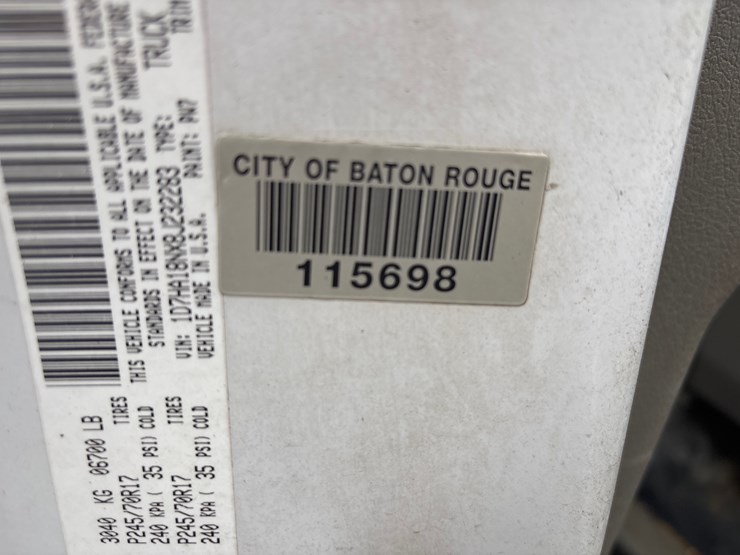 CITY OF BATON ROUGE
115698
3040 KG 06700 LB
P245/70R17 TIRES
240 KPA ( 35 PSI) COLD
P245/70R17 TIRES
240 KPA ( 35 PSI) COLD
THIS VEHICLE CONFORMS TO ALL APPLICABLE U.S.A.
STANDARDS IN EFFECT ON THE DATE OF MANUFACTURE
VIN: 1D7HA18NX8J232283 TYPE: TRUCK
VEHICLE MADE IN U.S.A. PAINT: PW7 TRIM